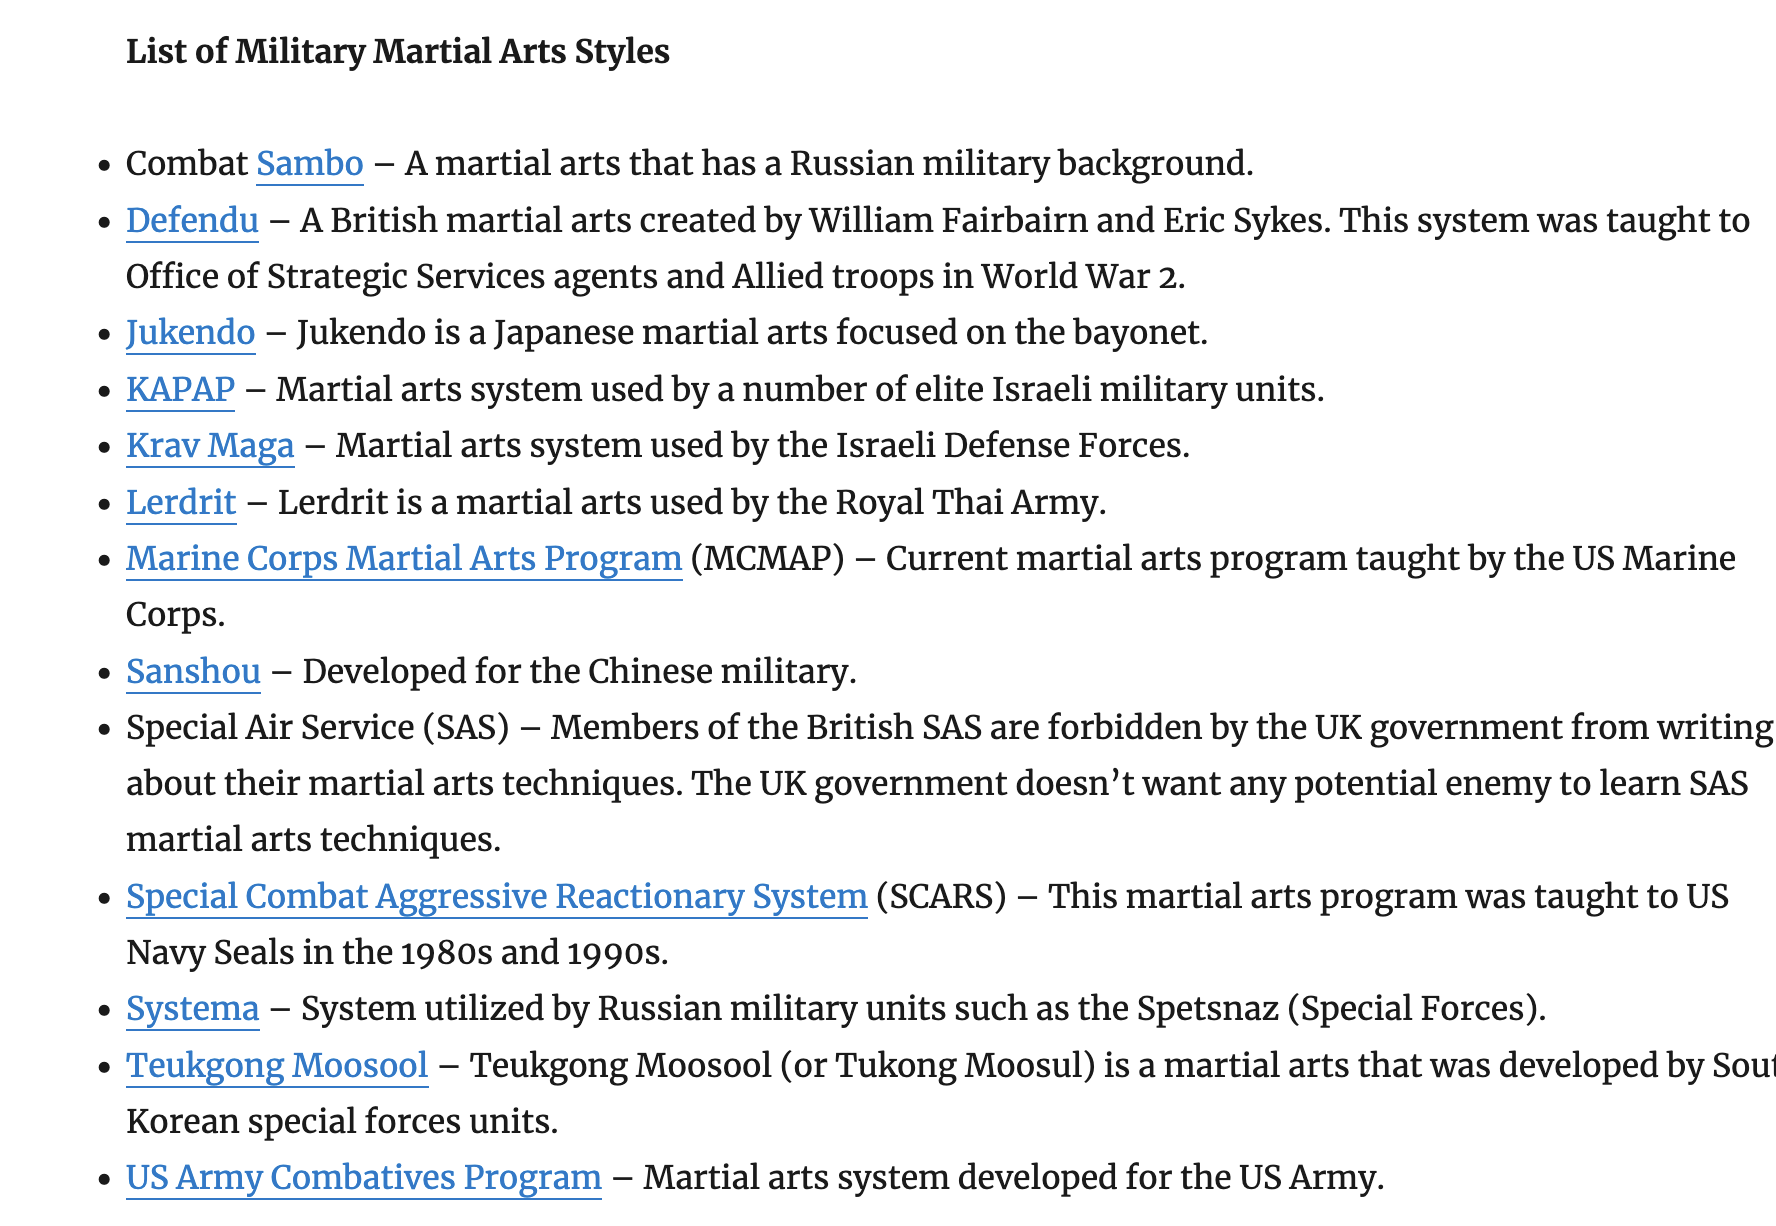 List of Military Martial Arts Styles
• Combat Sambo – A martial arts that has a Russian military background.
• Defendu – A British martial arts created by William Fairbairn and Eric Sykes. This system was taught to
Office of Strategic Services agents and Allied troops in World War 2.
• Jukendo – Jukendo is a Japanese martial arts focused on the bayonet.
• KAPAP – Martial arts system used by a number of elite Israeli military units.
• Krav Maga – Martial arts system used by the Israeli Defense Forces.
• Lerdrit – Lerdrit is a martial arts used by the Royal Thai Army.
• Marine Corps Martial Arts Program (MCMAP) – Current martial arts program taught by the US Marine
Corps.
• Sanshou – Developed for the Chinese military.
• Special Air Service (SAS) – Members of the British SAS are forbidden by the UK government from writing
about their martial arts techniques. The UK government doesn’t want any potential enemy to learn SAS
martial arts techniques.
• Special Combat Aggressive Reactionary System (SCARS) – This martial arts program was taught to US
Navy Seals in the 1980s and 1990s.
• Systema – System utilized by Russian military units such as the Spetsnaz (Special Forces).
• Teukgong Moosool – Teukgong Moosool (or Tukong Moosul) is a martial arts that was developed by Sout
Korean special forces units.
• US Army Combatives Program – Martial arts system developed for the US Army.